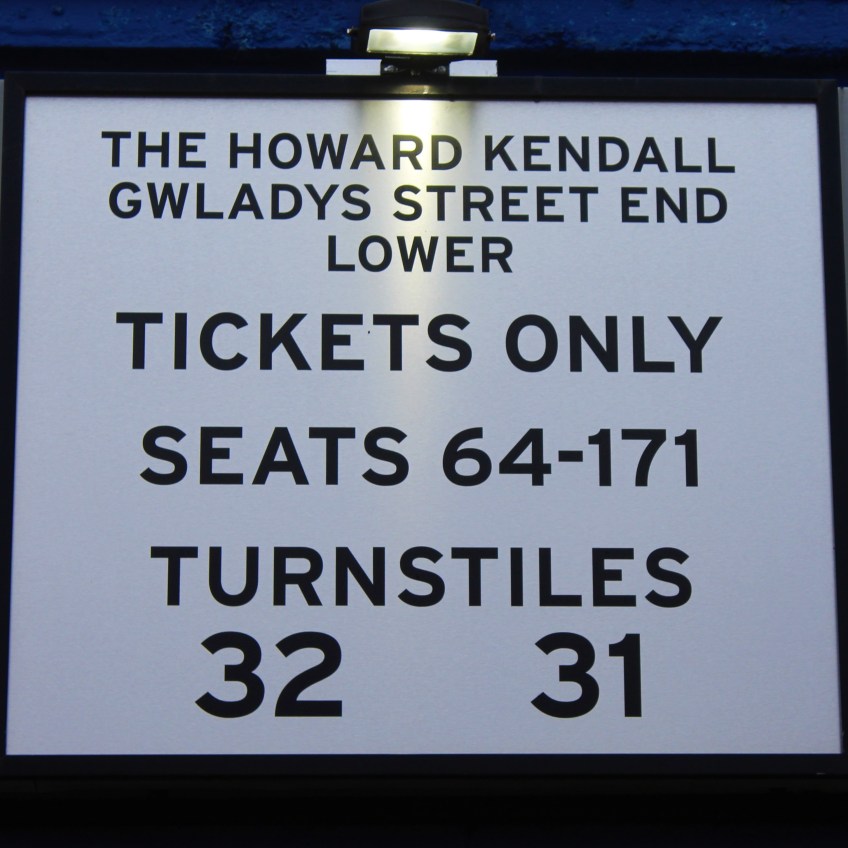 THE HOWARD KENDALL
GWLADYS STREET END
LOWER
TICKETS ONLY
SEATS 64-171
TURNSTILES
32 31